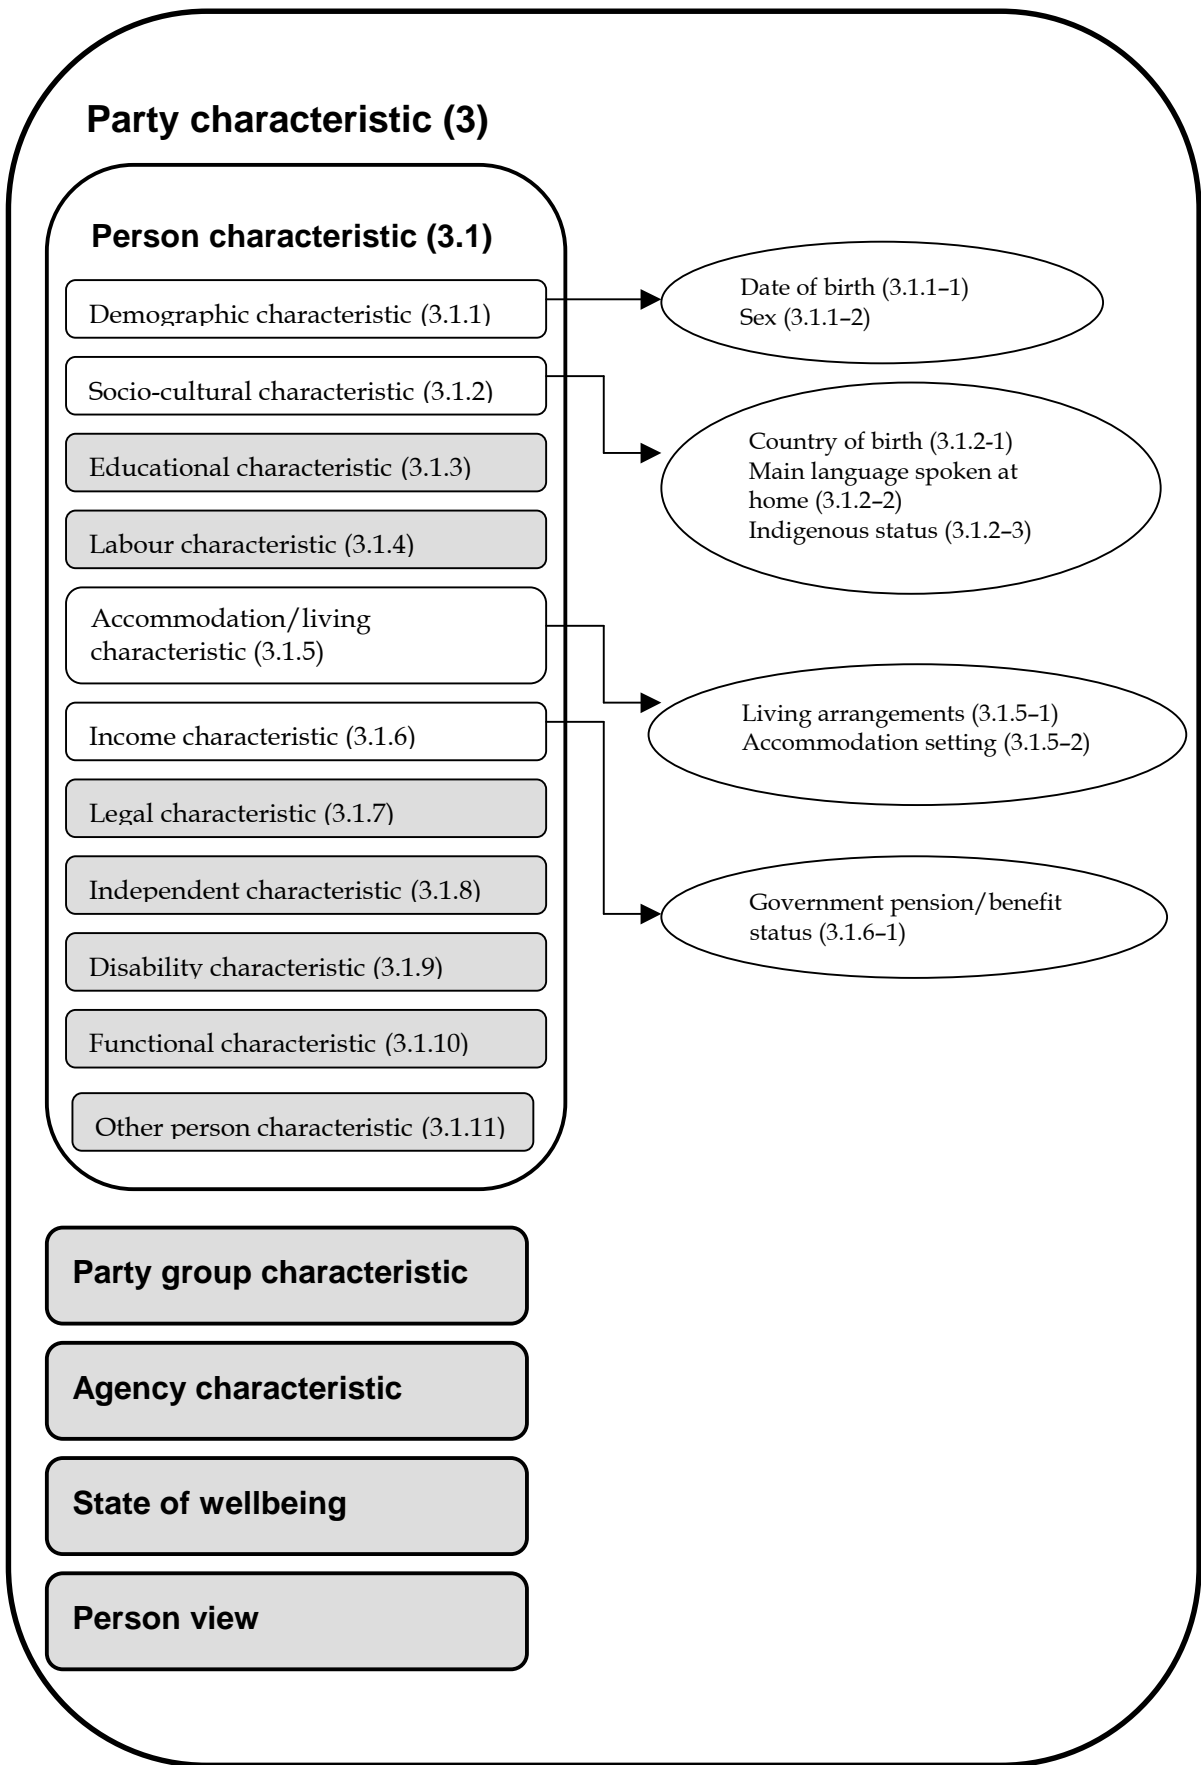 Party characteristic (3)
Person characteristic (3.1)
Demographic characteristic (3.1.1)
Socio-cultural characteristic (3.1.2)
Educational characteristic (3.1.3)
Labour characteristic (3.1.4)
Accommodation/living
characteristic (3.1.5)
Income characteristic (3.1.6)
Legal characteristic (3.1.7)
Independent characteristic (3.1.8)
Disability characteristic (3.1.9)
Functional characteristic (3.1.10)
Other person characteristic (3.1.11)
Date of birth (3.1.1–1)
Sex (3.1.1–2)
Country of birth (3.1.2-1)
Main language spoken at
home (3.1.2–2)
Indigenous status (3.1.2–3)
Living arrangements (3.1.5–1)
Accommodation setting (3.1.5–2)
Government pension/benefit
status (3.1.6–1)
Party group characteristic
Agency characteristic
State of wellbeing
Person view